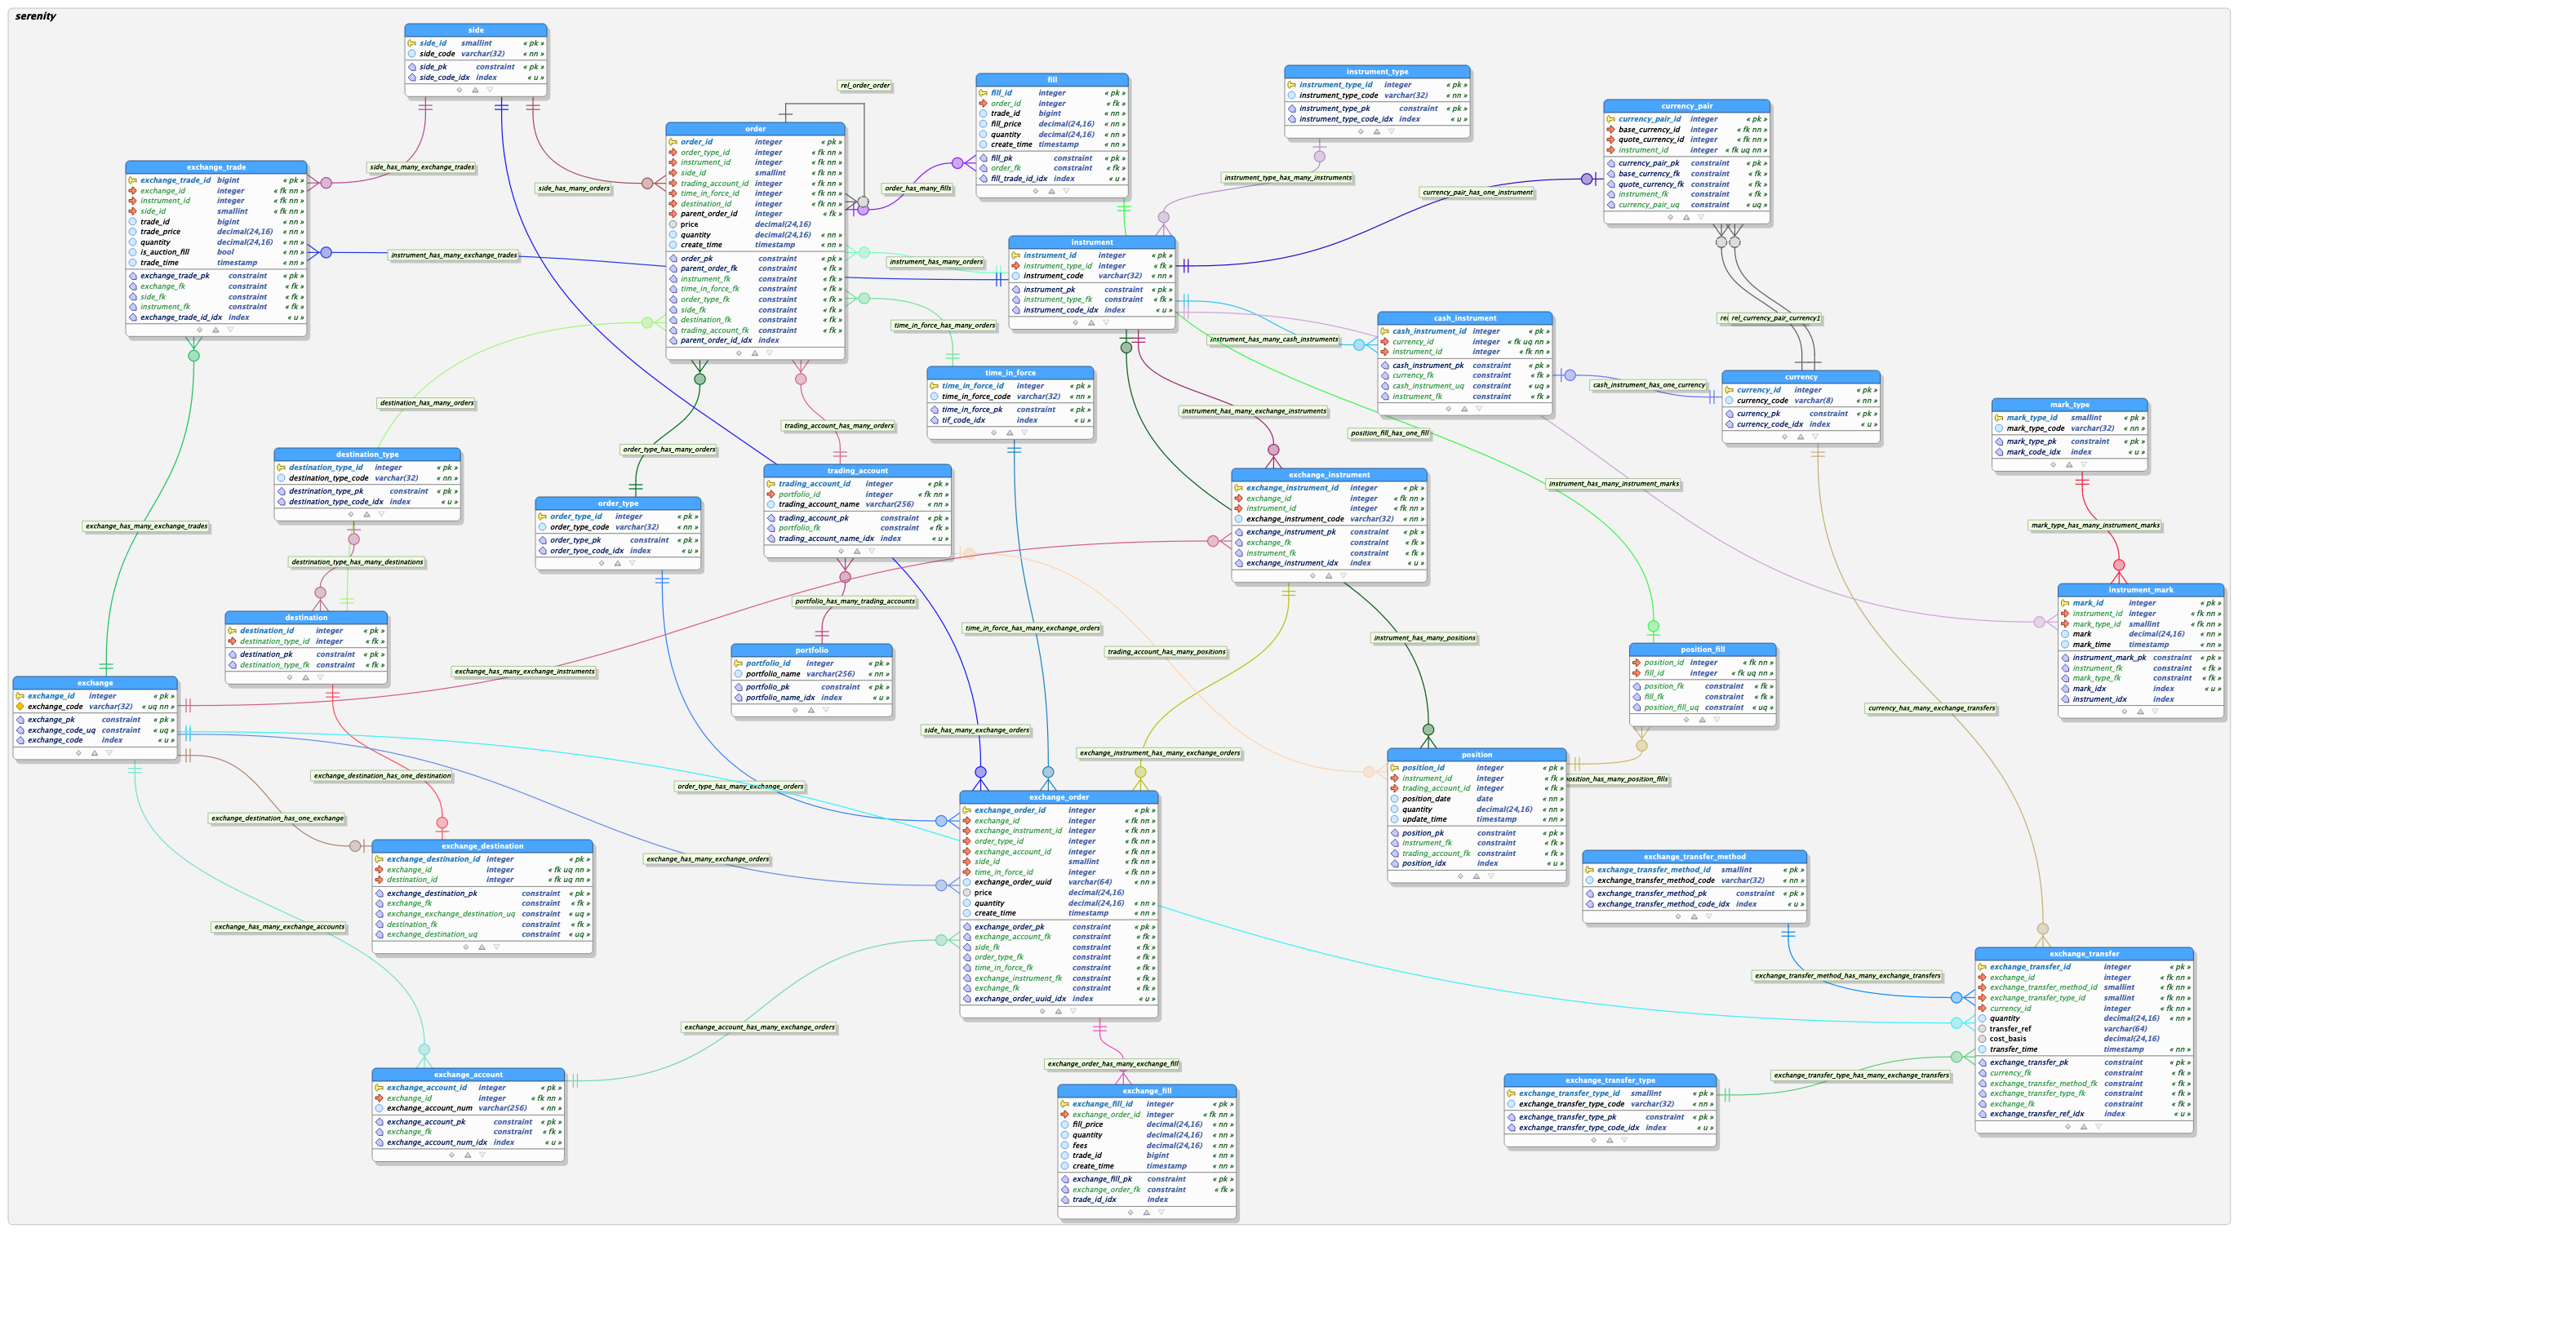 serenity
side
side_id smallint « pk »
side_code varchar(32) « nn »
side_pk constraint « pk »
side_code_idx index « u »
rel_order_order
fill
fill_id integer « pk »
order_id integer « fk »
trade_id bigint « nn »
fill_price decimal(24,16) « nn »
quantity decimal(24,16) « nn »
create_time timestamp « nn »
fill_pk constraint « pk »
order_fk constraint « fk »
fill_trade_id_idx index « u »
instrument_type
instrument_type_id integer « pk »
instrument_type_code varchar(32) « nn »
instrument_type_pk constraint « pk »
instrument_type_code_idx index « u »
currency_pair
currency_pair_id integer « pk »
base_currency_id integer « fk nn »
quote_currency_id integer « fk nn »
instrument_id integer « fk uq nn »
currency_pair_pk constraint « pk »
base_currency_fk constraint « fk »
quote_currency_fk constraint « fk »
instrument_fk constraint « fk »
currency_pair_uq constraint « uq »
order
order_id integer « pk »
order_type_id integer « fk nn »
instrument_id integer « fk nn »
side_id smallint « fk nn »
trading_account_id integer « fk nn »
time_in_force_id integer « fk nn »
destination_id integer « fk nn »
parent_order_id integer « fk »
price decimal(24,16)
quantity decimal(24,16) « nn »
create_time timestamp « nn »
order_pk constraint « pk »
parent_order_fk constraint « fk »
instrument_fk constraint « fk »
time_in_force_fk constraint « fk »
order_type_fk constraint « fk »
side_fk constraint « fk »
destination_fk constraint « fk »
trading_account_fk constraint « fk »
parent_order_id_idx index
exchange_trade
exchange_trade_id bigint « pk »
exchange_id integer « fk nn »
instrument_id integer « fk nn »
side_id smallint « fk nn »
trade_id bigint « nn »
trade_price decimal(24,16) « nn »
quantity decimal(24,16) « nn »
is_auction_fill bool « nn »
trade_time timestamp « nn »
exchange_trade_pk constraint « pk »
exchange_fk constraint « fk »
side_fk constraint « fk »
instrument_fk constraint « fk »
exchange_trade_id_idx index « u »
side_has_many_exchange_trades
side_has_many_orders
order_has_many_fills
instrument_type_has_many_instruments
currency_pair_has_one_instrument
instrument_has_many_exchange_trades
instrument_has_many_orders
instrument
instrument_id integer « pk »
instrument_type_id integer « fk »
instrument_code varchar(32) « nn »
instrument_pk constraint « pk »
instrument_type_fk constraint « fk »
instrument_code_idx index « u »
time_in_force_has_many_orders
instrument_has_many_cash_instruments
cash_instrument
cash_instrument_id integer « pk »
currency_id integer « fk uq nn »
instrument_id integer « fk nn »
cash_instrument_pk constraint « pk »
currency_fk constraint « fk »
cash_instrument_uq constraint « uq »
instrument_fk constraint « fk »
rel_currency_pair_currency1
cash_instrument_has_one_currency
currency
currency_id integer « pk »
currency_code varchar(8) « nn »
currency_pk constraint « pk »
currency_code_idx index « u »
time_in_force
time_in_force_id integer « pk »
time_in_force_code varchar(32) « nn »
time_in_force_pk constraint « pk »
tif_code_idx index « u »
mark_type
mark_type_id smallint « pk »
mark_type_code varchar(32) « nn »
mark_type_pk constraint « pk »
mark_code_idx index « u »
destination_has_many_orders
trading_account_has_many_orders
instrument_has_many_exchange_instruments
position_fill_has_one_fill
order_type_has_many_orders
destination_type
destination_type_id integer « pk »
destination_type_code varchar(32) « nn »
destrination_type_pk constraint « pk »
destination_type_code_idx index « u »
trading_account
trading_account_id integer « pk »
portfolio_id integer « fk nn »
trading_account_name varchar(256) « nn »
trading_account_pk constraint « pk »
portfolio_fk constraint « fk »
trading_account_name_idx index « u »
exchange_instrument
exchange_instrument_id integer « pk »
exchange_id integer « fk nn »
instrument_id integer « fk nn »
exchange_instrument_code varchar(32) « nn »
exchange_instrument_pk constraint « pk »
exchange_fk constraint « fk »
instrument_fk constraint « fk »
exchange_instrument_idx index « u »
instrument_has_many_instrument_marks
order_type
order_type_id integer « pk »
order_type_code varchar(32) « nn »
order_type_pk constraint « pk »
order_tyoe_code_idx index « u »
exchange_has_many_exchange_trades
mark_type_has_many_instrument_marks
destrination_type_has_many_destinations
portfolio_has_many_trading_accounts
instrument_mark
mark_id integer « pk »
instrument_id integer « fk nn »
mark_type_id smallint « fk nn »
mark decimal(24,16) « nn »
mark_time timestamp « nn »
instrument_mark_pk constraint « pk »
instrument_fk constraint « fk »
mark_type_fk constraint « fk »
mark_idx index « u »
instrument_idx index
destination
destination_id integer « pk »
destination_type_id integer « fk »
destination_pk constraint « pk »
destination_type_fk constraint « fk »
time_in_force_has_many_exchange_orders
instrument_has_many_positions
trading_account_has_many_positions
portfolio
portfolio_id integer « pk »
portfolio_name varchar(256) « nn »
portfolio_pk constraint « pk »
portfolio_name_idx index « u »
position_fill
position_id integer « fk nn »
fill_id integer « fk uq nn »
position_fk constraint « fk »
fill_fk constraint « fk »
position_fill_uq constraint « uq »
exchange_has_many_exchange_instruments
exchange
exchange_id integer « pk »
exchange_code varchar(32) « uq nn »
exchange_pk constraint « pk »
exchange_code_uq constraint « uq »
exchange_code index « u »
currency_has_many_exchange_transfers
side_has_many_exchange_orders
exchange_instrument_has_many_exchange_orders
position
position_id integer « pk »
instrument_id integer « fk »
trading_account_id integer « fk »
position_date date « nn »
quantity decimal(24,16) « nn »
update_time timestamp « nn »
position_pk constraint « pk »
instrument_fk constraint « fk »
trading_account_fk constraint « fk »
position_idx index « u »
osition_has_many_position_fills
exchange_destination_has_one_destination
order_type_has_many_exchange_orders
exchange_destination_has_one_exchange
exchange_has_many_exchange_orders
exchange_order
exchange_order_id integer « pk »
exchange_id integer « fk nn »
exchange_instrument_id integer « fk nn »
order_type_id integer « fk nn »
exchange_account_id integer « fk nn »
side_id smallint « fk nn »
time_in_force_id integer « fk nn »
exchange_order_uuid varchar(64) « nn »
price decimal(24,16)
quantity decimal(24,16) « nn »
create_time timestamp « nn »
exchange_order_pk constraint « pk »
exchange_account_fk constraint « fk »
side_fk constraint « fk »
order_type_fk constraint « fk »
time_in_force_fk constraint « fk »
exchange_instrument_fk constraint « fk »
exchange_fk constraint « fk »
exchange_order_uuid_idx index « u »
exchange_destination
exchange_destination_id integer « pk »
exchange_id integer « fk uq nn »
destination_id integer « fk uq nn »
exchange_destination_pk constraint « pk »
exchange_fk constraint « fk »
exchange_exchange_destination_uq constraint « uq »
destination_fk constraint « fk »
exchange_destination_uq constraint « uq »
exchange_transfer_method
exchange_transfer_method_id smallint « pk »
exchange_transfer_method_code varchar(32) « nn »
exchange_transfer_method_pk constraint « pk »
exchange_transfer_method_code_idx index « u »
exchange_has_many_exchange_accounts
exchange_transfer_method_has_many_exchange_transfers
exchange_transfer
exchange_transfer_id integer « pk »
exchange_id integer « fk nn »
exchange_transfer_method_id smallint « fk nn »
exchange_transfer_type_id smallint « fk nn »
currency_id integer « fk nn »
quantity decimal(24,16) « nn »
transfer_ref varchar(64)
cost_basis decimal(24,16)
transfer_time timestamp « nn »
exchange_transfer_pk constraint « pk »
currency_fk constraint « fk »
exchange_transfer_method_fk constraint « fk »
exchange_transfer_type_fk constraint « fk »
exchange_fk constraint « fk »
exchange_transfer_ref_idx index « u »
exchange_account_has_many_exchange_orders
exchange_order_has_many_exchange_fill
exchange_transfer_type_has_many_exchange_transfers
exchange_account
exchange_account_id integer « pk »
exchange_id integer « fk nn »
exchange_account_num varchar(256) « nn »
exchange_account_pk constraint « pk »
exchange_fk constraint « fk »
exchange_account_num_idx index « u »
exchange_fill
exchange_fill_id integer « pk »
exchange_order_id integer « fk nn »
fill_price decimal(24,16) « nn »
quantity decimal(24,16) « nn »
fees decimal(24,16) « nn »
trade_id bigint « nn »
create_time timestamp « nn »
exchange_fill_pk constraint « pk »
exchange_order_fk constraint « fk »
trade_id_idx index
exchange_transfer_type
exchange_transfer_type_id smallint « pk »
exchange_transfer_type_code varchar(32) « nn »
exchange_transfer_type_pk constraint « pk »
exchange_transfer_type_code_idx index « u »